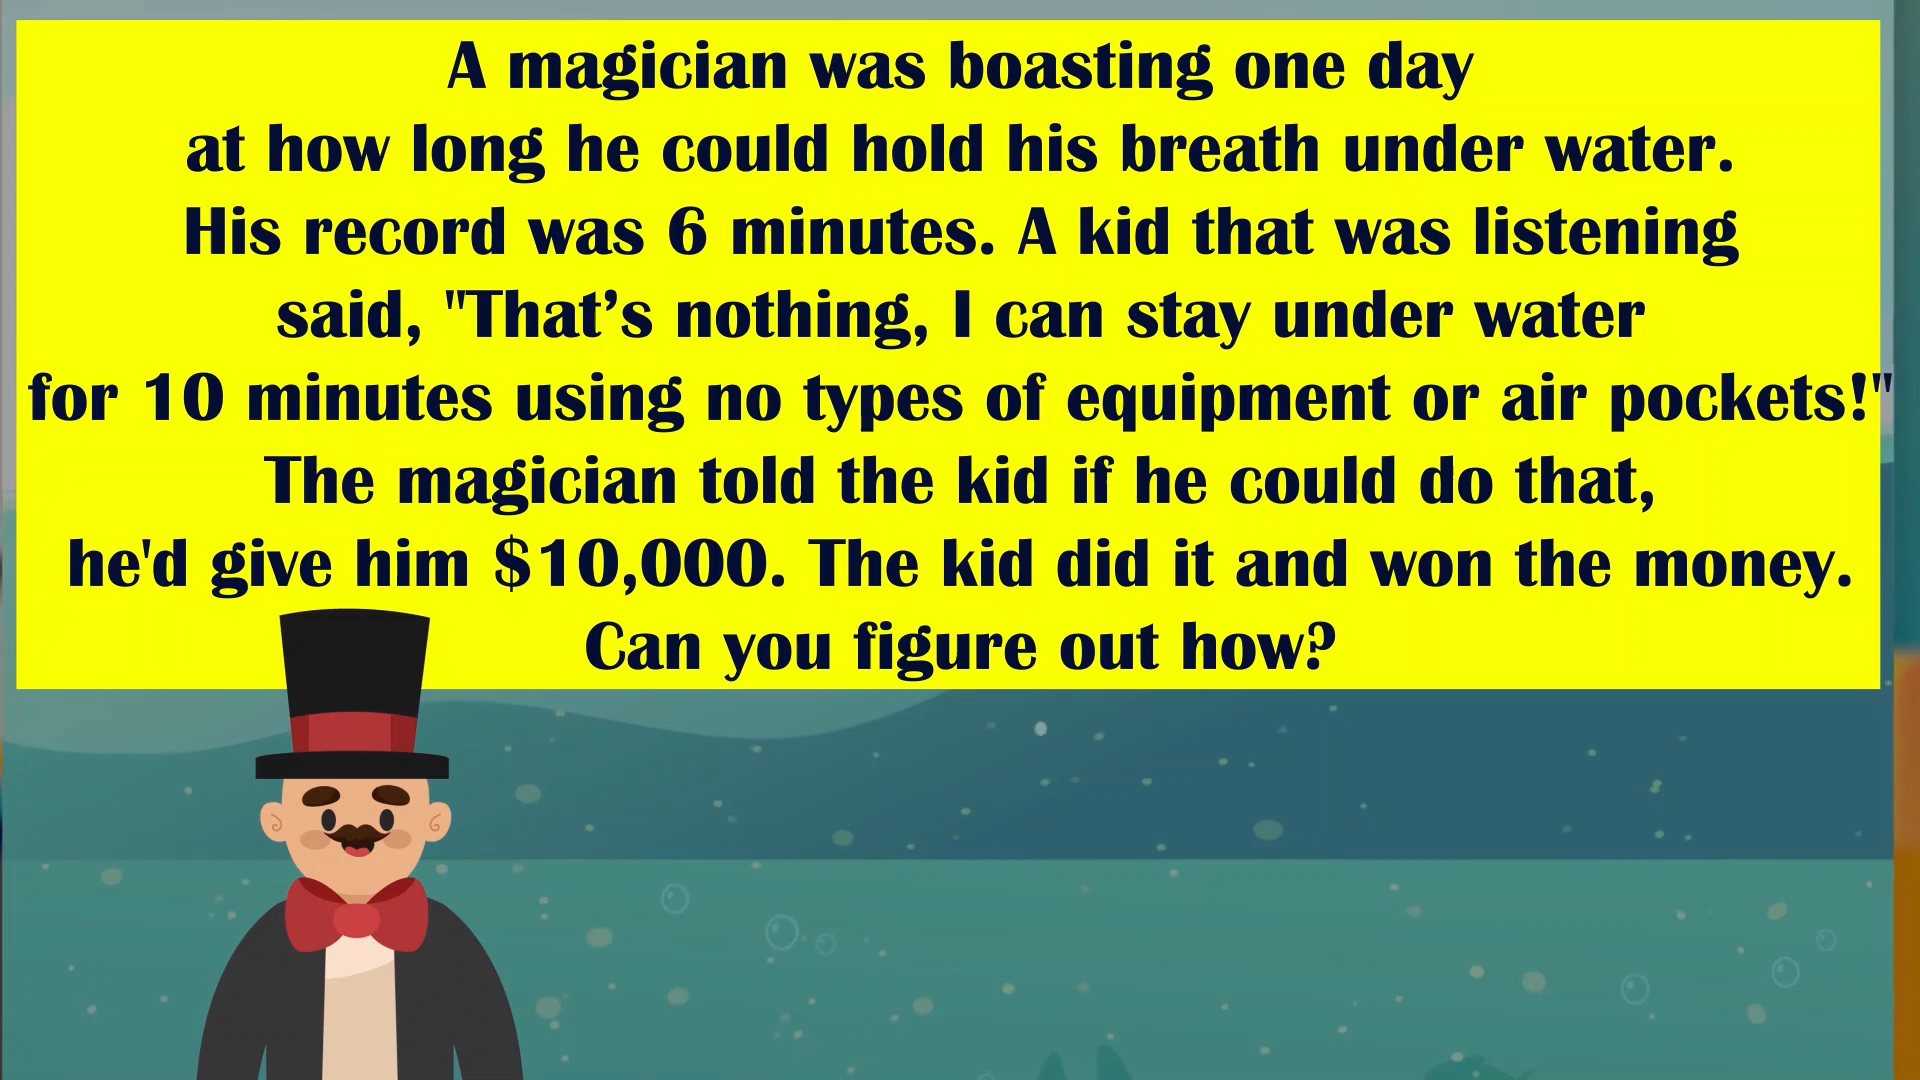 A magician was boasting one day
at how long he could hold his breath under water.
His record was 6 minutes. A kid that was listening
said, "That’s nothing, I can stay under water
for 10 minutes using no types of equipment or air pockets!"
The magician told the kid if he could do that,
he'd give him $10,000. The kid did it and won the money.
Can you figure out how?